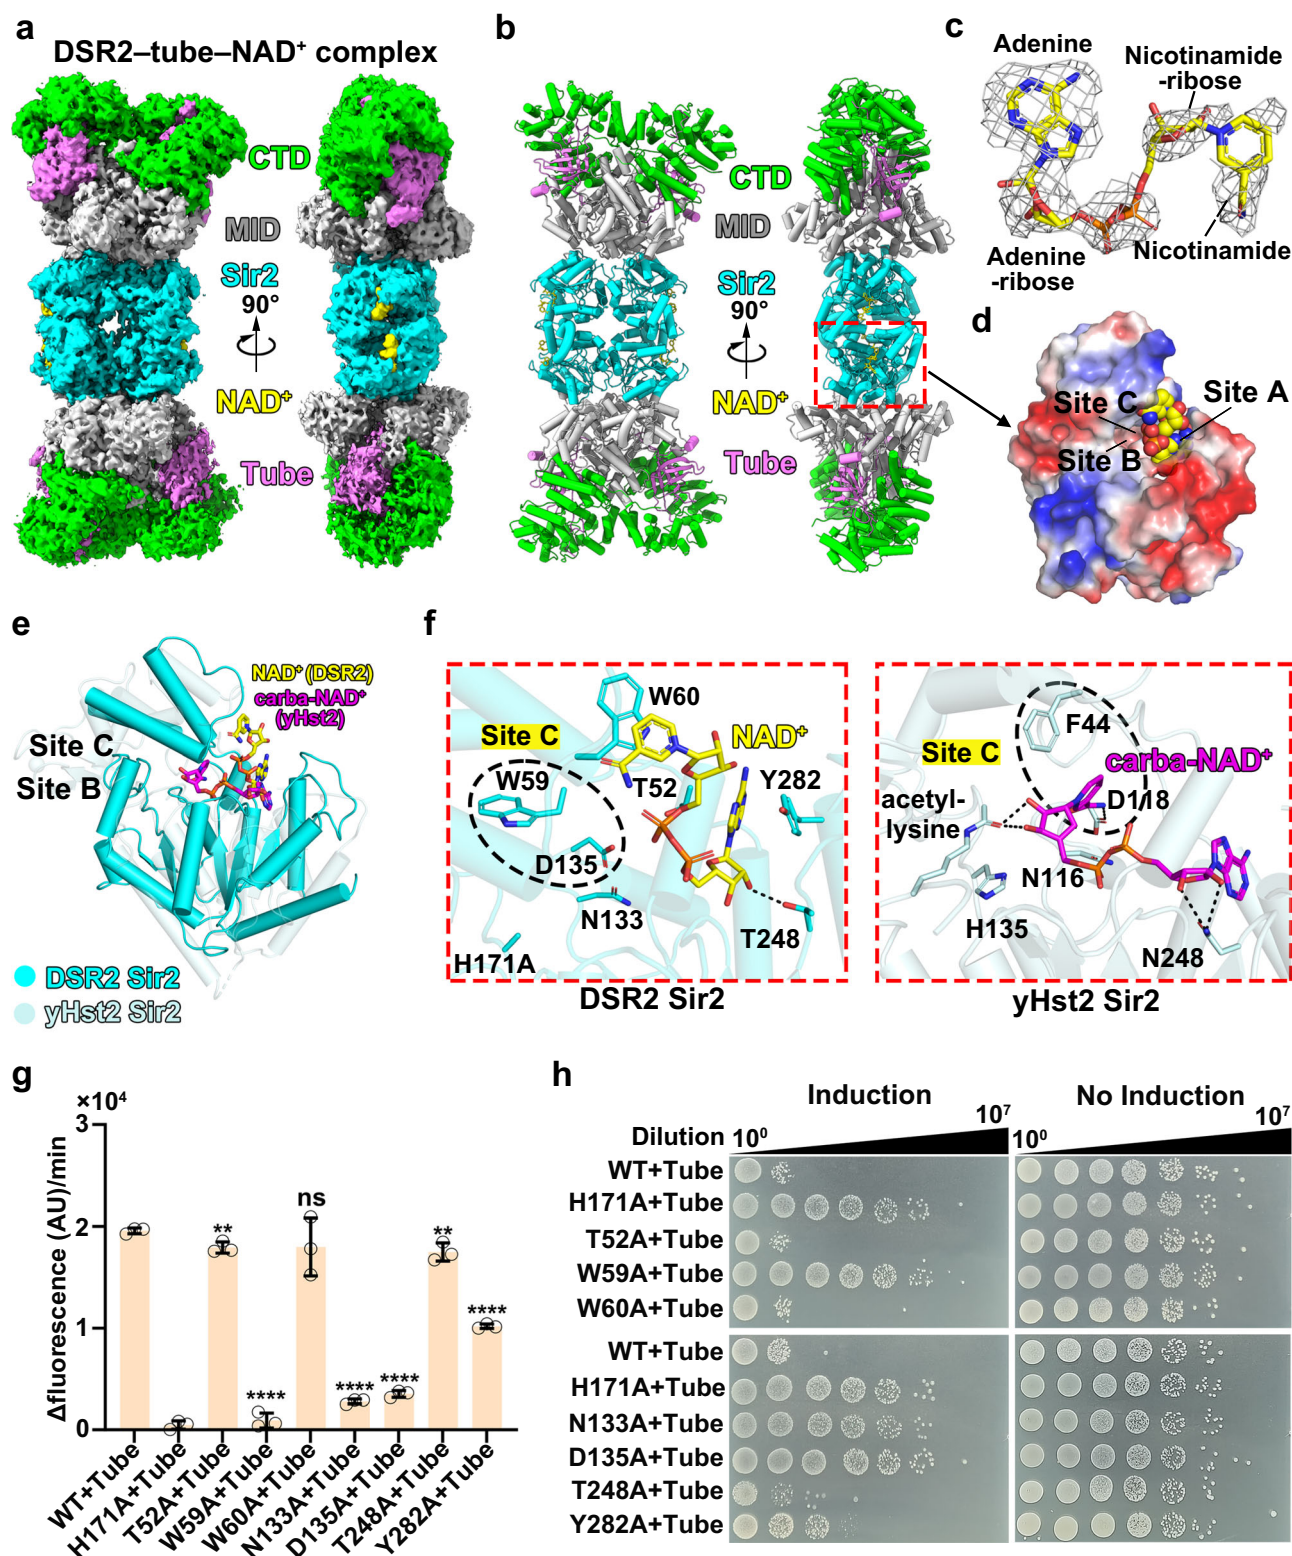 a
DSR2–tube–NAD⁺ complex
CTD
MID
Sir2
90°
NAD⁺
Tube
b
CTD
MID
Sir2
90°
NAD⁺
Tube
c
Adenine
Nicotinamide
-ribose
Adenine
-ribose
Nicotinamide
d
Site C
Site A
Site B
e
NAD⁺ (DSR2)
carba-NAD⁺
(yHst2)
Site C
Site B
DSR2 Sir2
yHst2 Sir2
f
W60
Site C
NAD⁺
W59
T52
Y282
D135
N133
T248
H171A
DSR2 Sir2
F44
Site C
carba-NAD⁺
acetyl-
lysine
D118
N116
H135
N248
yHst2 Sir2
g
×10⁴
Δfluorescence (AU)/min
3
2
1
0
**
****
ns
****
****
**
****
WT+Tube
H171A+Tube
T52A+Tube
W59A+Tube
W60A+Tube
N133A+Tube
D135A+Tube
T248A+Tube
Y282A+Tube
h
Induction
No Induction
Dilution 10⁰ 10⁷
10⁰ 10⁷
WT+Tube
H171A+Tube
T52A+Tube
W59A+Tube
W60A+Tube
WT+Tube
H171A+Tube
N133A+Tube
D135A+Tube
T248A+Tube
Y282A+Tube